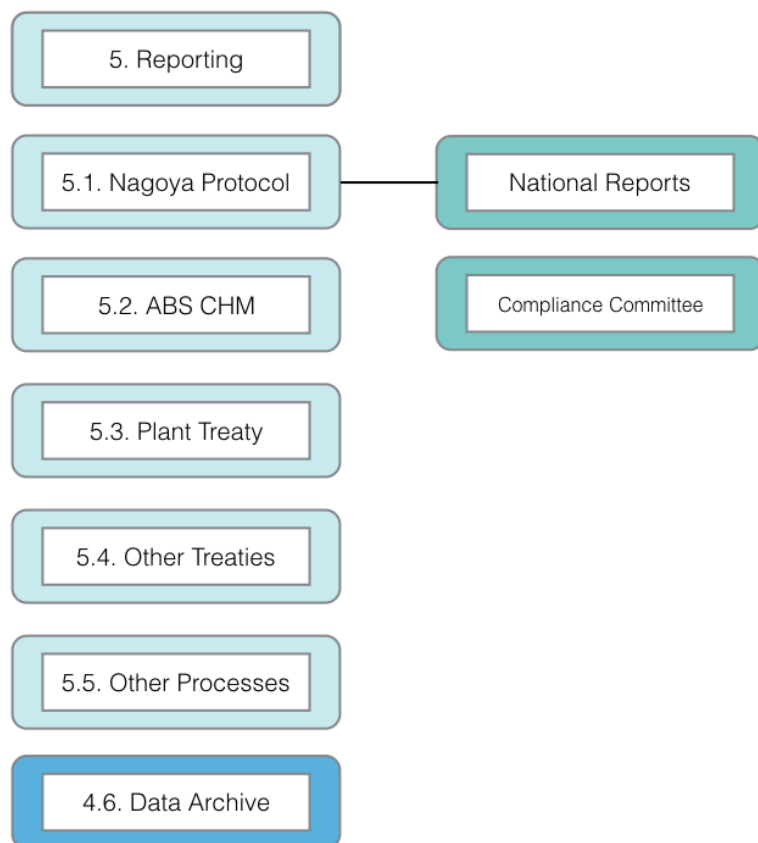 5. Reporting
5.1. Nagoya Protocol
National Reports
5.2. ABS CHM
Compliance Committee
5.3. Plant Treaty
5.4. Other Treaties
5.5. Other Processes
4.6. Data Archive